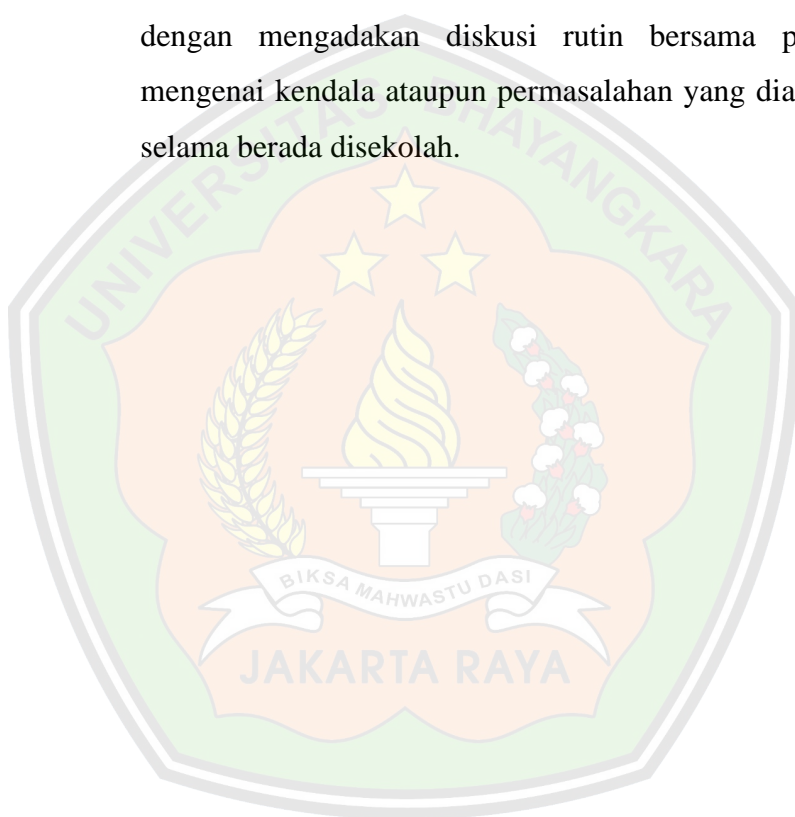 dengan mengadakan diskusi rutin bersama p
mengenai kendala ataupun permasalahan yang dia
selama berada disekolah.
UNIVERSITAS BHAYANGKARA
BIKSA MAHWASTU DASI
JAKARTA RAYA